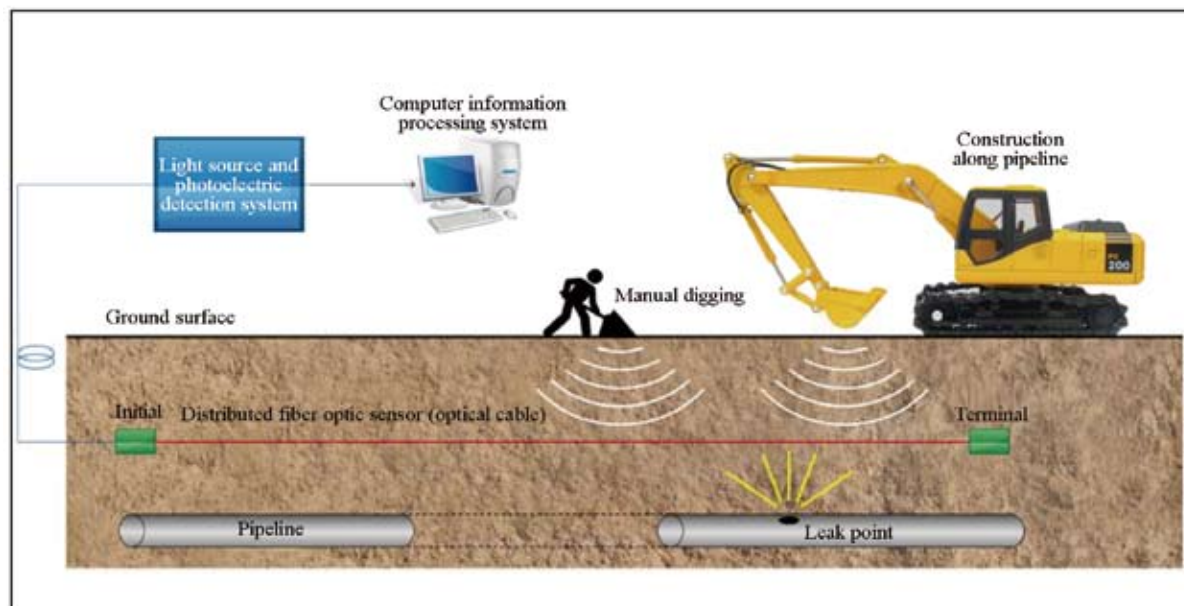 Computer information
processing system
Light source and
photoelectric
detection system
Construction
along pipeline
200
Manual digging
Ground surface
Initial
Distributed fiber optic sensor (optical cable)
Terminal
Pipeline
Leak point